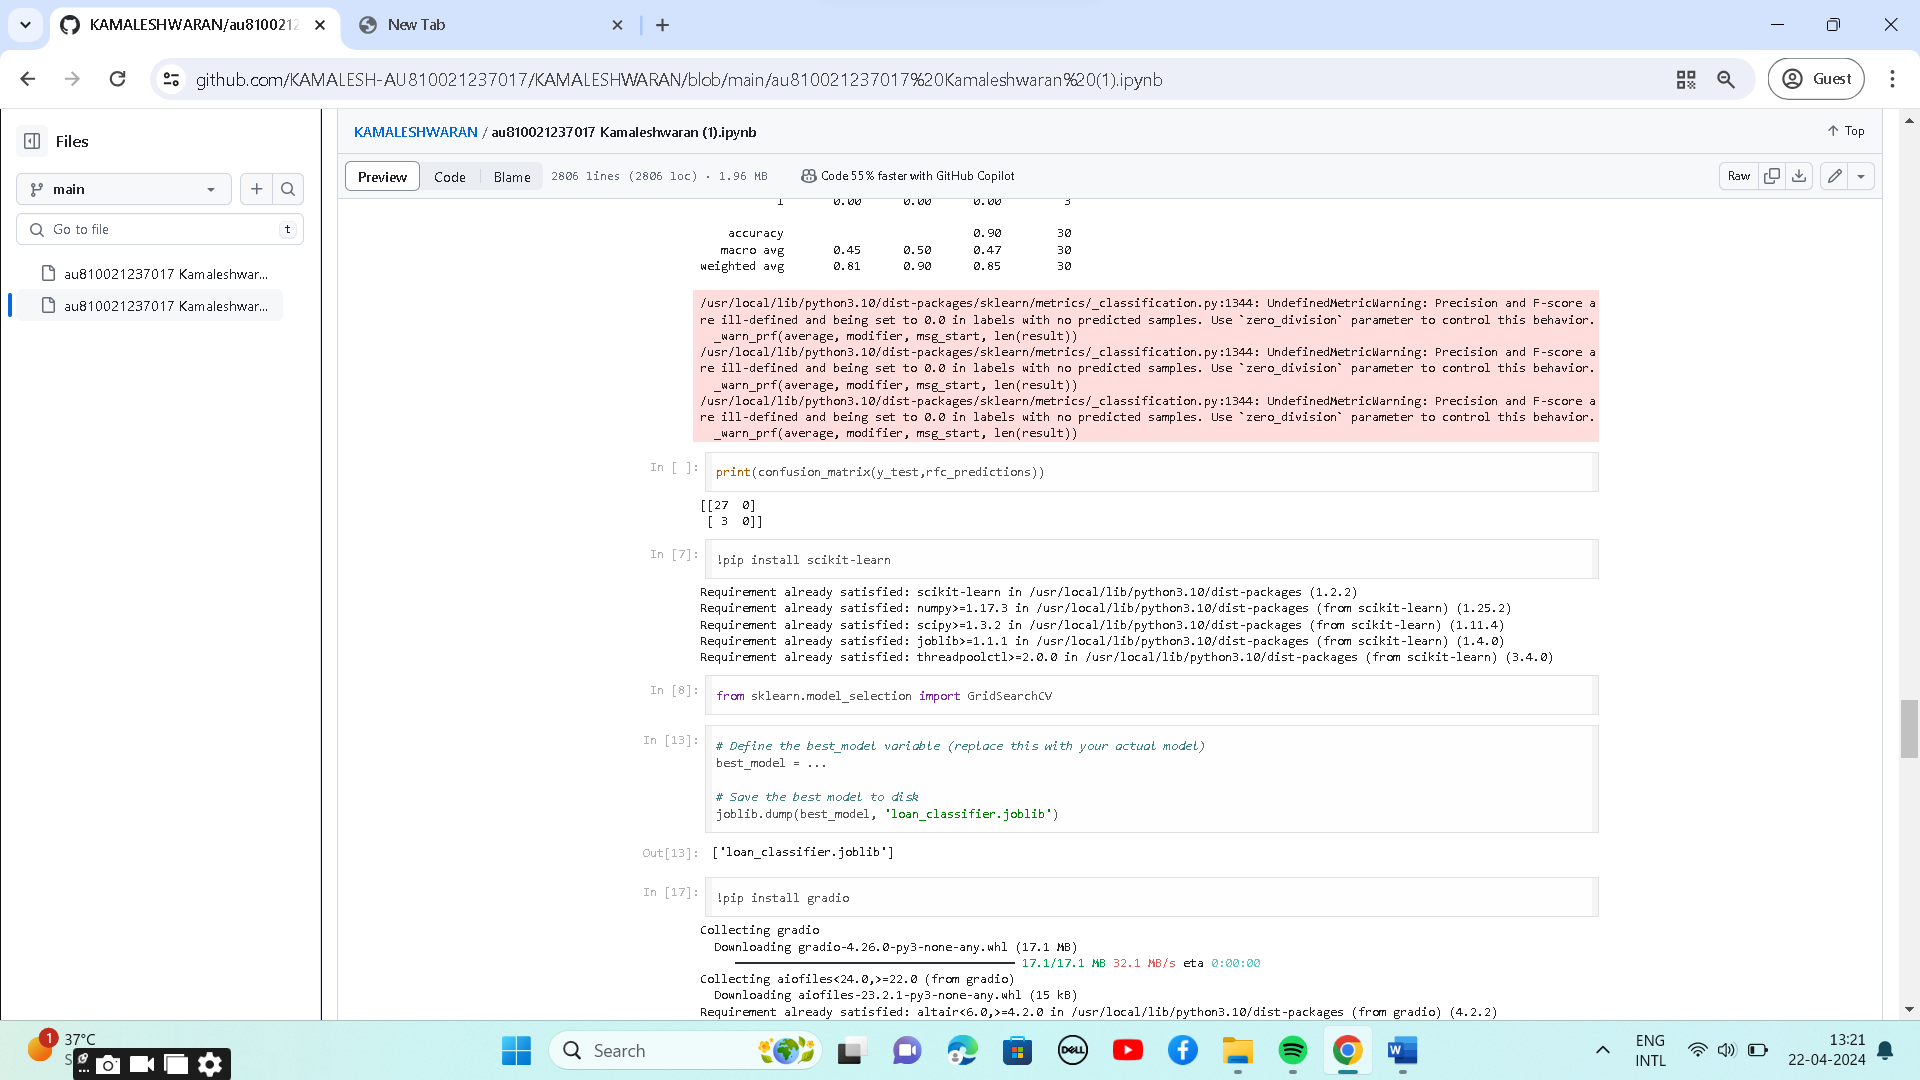 KAMALESHWARAN/au8100212
New Tab
github.com/KAMALESH-AU810021237017/KAMALESHWARAN/blob/main/au810021237017%20Kamaleshwaran%20(1).ipynb
Guest
Files
KAMALESHWARAN / au810021237017 Kamaleshwaran (1).ipynb
Top
main
Preview Code Blame 2806 lines (2806 loc) · 1.96 MB Code 55% faster with GitHub Copilot Raw
Go to file t
au810021237017 Kamaleshwar...
au810021237017 Kamaleshwar...
1 0.00 0.00 0.00 3
accuracy 0.90 30
macro avg 0.45 0.50 0.47 30
weighted avg 0.81 0.90 0.85 30
/usr/local/lib/python3.10/dist-packages/sklearn/metrics/_classification.py:1344: UndefinedMetricWarning: Precision and F-score a
re ill-defined and being set to 0.0 in labels with no predicted samples. Use `zero_division` parameter to control this behavior.
_warn_prf(average, modifier, msg_start, len(result))
/usr/local/lib/python3.10/dist-packages/sklearn/metrics/_classification.py:1344: UndefinedMetricWarning: Precision and F-score a
re ill-defined and being set to 0.0 in labels with no predicted samples. Use `zero_division` parameter to control this behavior.
_warn_prf(average, modifier, msg_start, len(result))
/usr/local/lib/python3.10/dist-packages/sklearn/metrics/_classification.py:1344: UndefinedMetricWarning: Precision and F-score a
re ill-defined and being set to 0.0 in labels with no predicted samples. Use `zero_division` parameter to control this behavior.
_warn_prf(average, modifier, msg_start, len(result))
In [ ]: print(confusion_matrix(y_test,rfc_predictions))
[[27 0]
[ 3 0]]
In [7]: !pip install scikit-learn
Requirement already satisfied: scikit-learn in /usr/local/lib/python3.10/dist-packages (1.2.2)
Requirement already satisfied: numpy>=1.17.3 in /usr/local/lib/python3.10/dist-packages (from scikit-learn) (1.25.2)
Requirement already satisfied: scipy>=1.3.2 in /usr/local/lib/python3.10/dist-packages (from scikit-learn) (1.11.4)
Requirement already satisfied: joblib>=1.1.1 in /usr/local/lib/python3.10/dist-packages (from scikit-learn) (1.4.0)
Requirement already satisfied: threadpoolctl>=2.0.0 in /usr/local/lib/python3.10/dist-packages (from scikit-learn) (3.4.0)
In [8]: from sklearn.model_selection import GridSearchCV
In [13]: # Define the best_model variable (replace this with your actual model)
best_model = ...
# Save the best model to disk
joblib.dump(best_model, 'loan_classifier.joblib')
Out[13]: ['loan_classifier.joblib']
In [17]: !pip install gradio
Collecting gradio
Downloading gradio-4.26.0-py3-none-any.whl (17.1 MB)
17.1/17.1 MB 32.1 MB/s eta 0:00:00
Collecting aiofiles<24.0,>=22.0 (from gradio)
Downloading aiofiles-23.2.1-py3-none-any.whl (15 kB)
Requirement already satisfied: altair<6.0,>=4.2.0 in /usr/local/lib/python3.10/dist-packages (from gradio) (4.2.2)
1
37°C
Search
DELL
ENG
INTL
13:21
22-04-2024